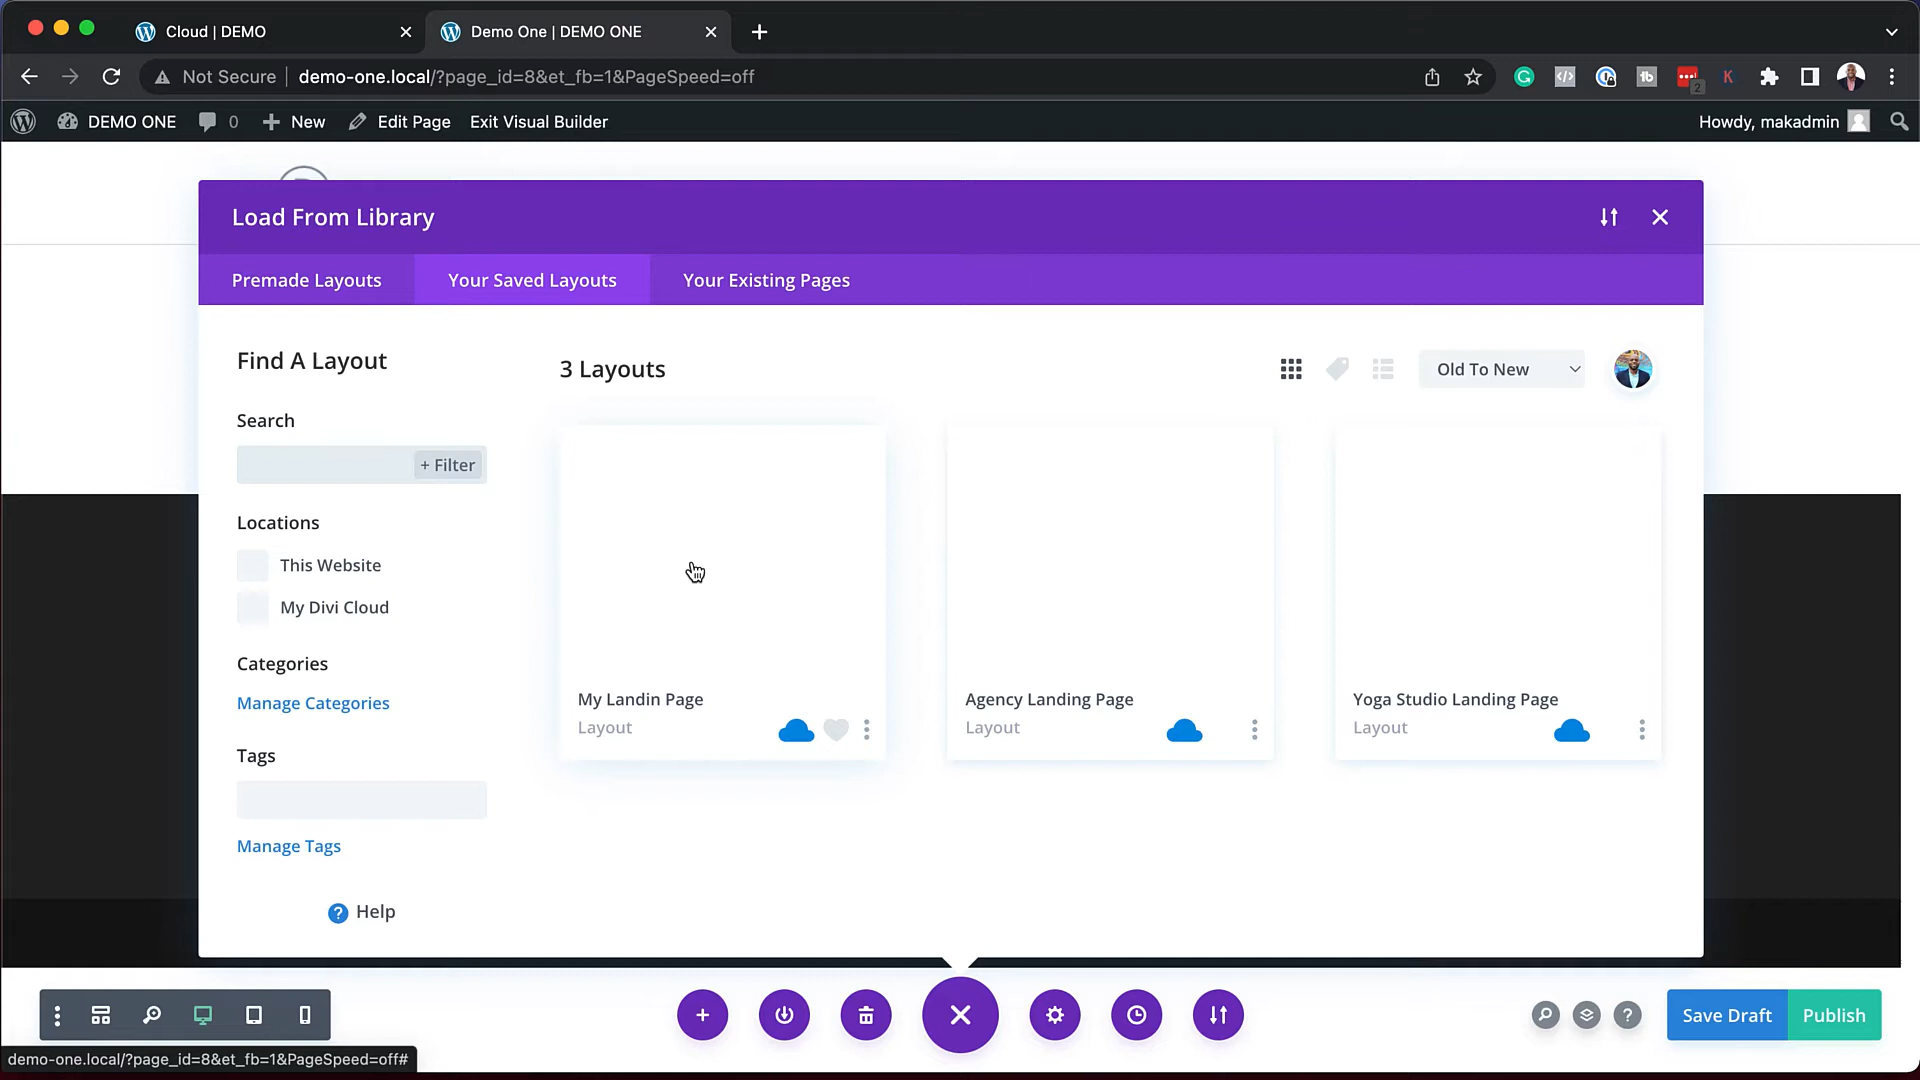 Cloud | DEMO
Demo One | DEMO ONE
Not Secure
demo-one.local/?page_id=8&et_fb=1&PageSpeed=off
tb
2
K
DEMO ONE
0
New
Edit Page
Exit Visual Builder
Howdy, makadmin
Load From Library
Premade Layouts
Your Saved Layouts
Your Existing Pages
Find A Layout
3 Layouts
Old To New
Search
+ Filter
Locations
This Website
My Divi Cloud
Categories
Manage Categories
My Landin Page
Layout
Agency Landing Page
Layout
Yoga Studio Landing Page
Layout
Tags
Manage Tags
? Help
?
Save Draft
Publish
demo-one.local/?page_id=8&et_fb=1&PageSpeed=off#